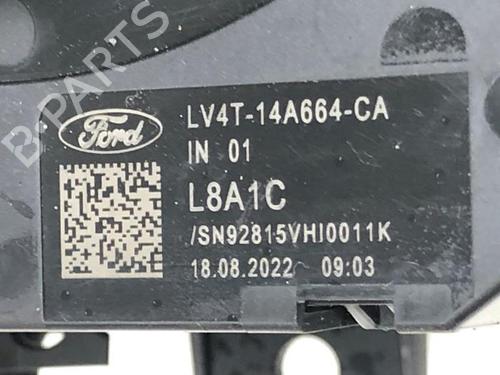 B-PARTS
Ford
LV4T-14A664-CA
IN 01
L8A1C
/SN92815VHI0011K
18.08.2022 09:03